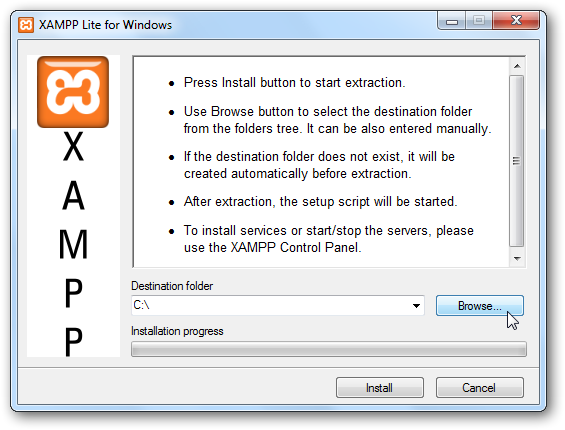 XAMPP Lite for Windows
X
A
M
P
P
• Press Install button to start extraction.
• Use Browse button to select the destination folder
from the folders tree. It can be also entered manually.
• If the destination folder does not exist, it will be
created automatically before extraction.
• After extraction, the setup script will be started.
• To install services or start/stop the servers, please
use the XAMPP Control Panel.
Destination folder
C:\
Browse...
Installation progress
Install
Cancel